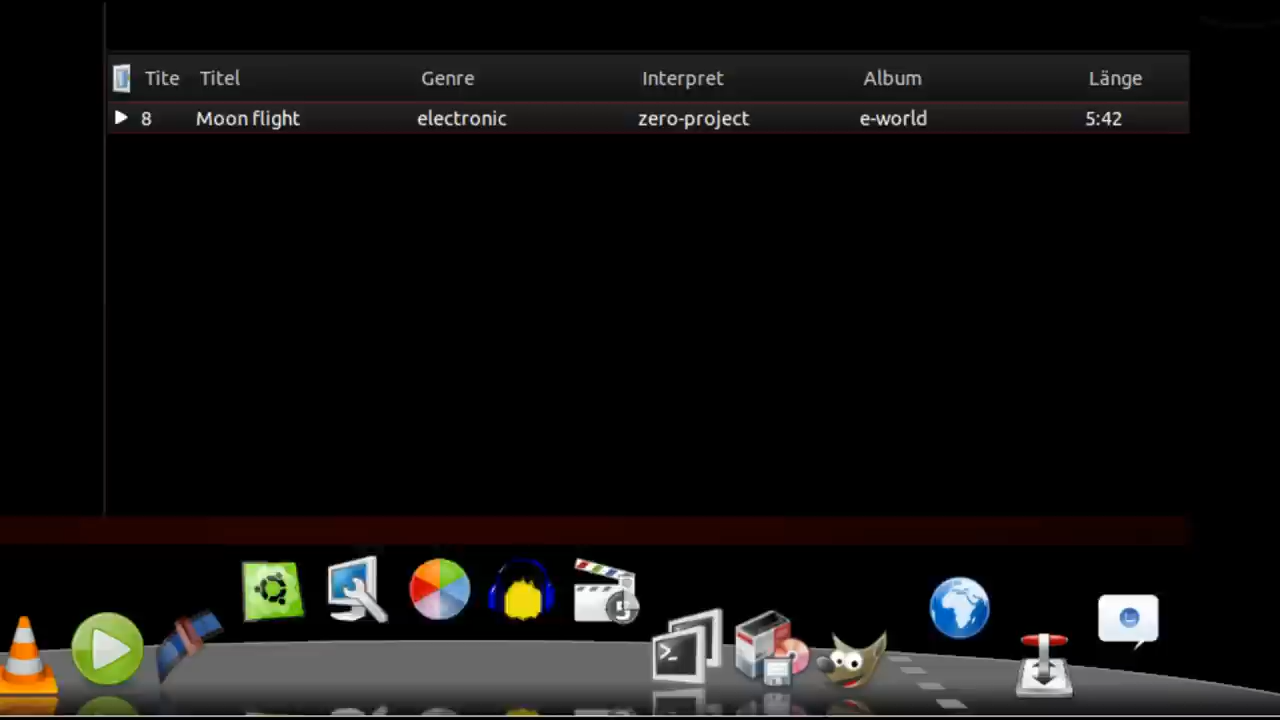 Tite Titel Genre Interpret Album Länge
8 Moon flight electronic zero-project e-world 5:42